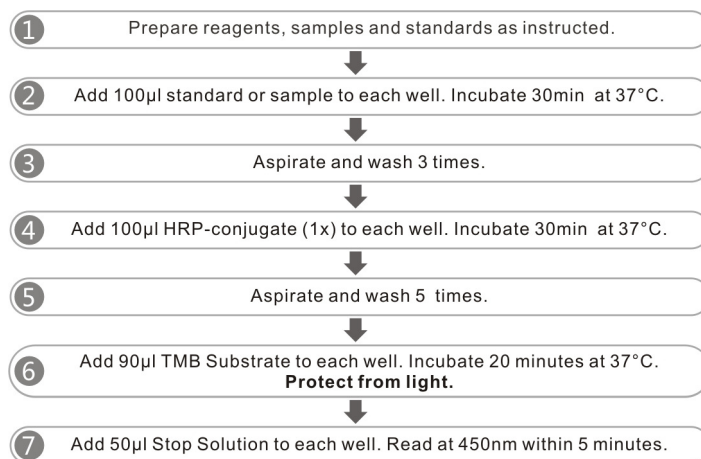 1 Prepare reagents, samples and standards as instructed.
2 Add 100μl standard or sample to each well. Incubate 30min at 37°C.
3 Aspirate and wash 3 times.
4 Add 100μl HRP-conjugate (1x) to each well. Incubate 30min at 37°C.
5 Aspirate and wash 5 times.
6 Add 90μl TMB Substrate to each well. Incubate 20 minutes at 37°C.
Protect from light.
7 Add 50μl Stop Solution to each well. Read at 450nm within 5 minutes.